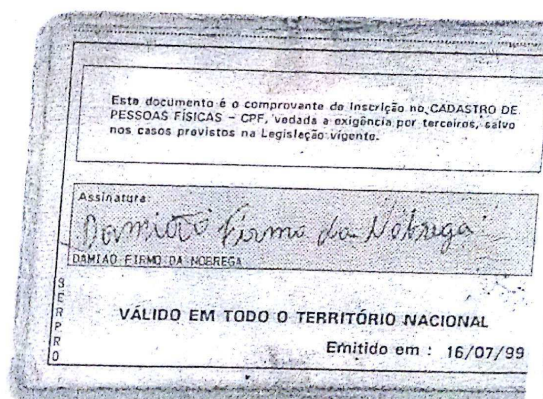 Este documento é o comprovante de Inscrição no CADASTRO DE
PESSOAS FÍSICAS - CPF, vedada a exigência por terceiros, salvo
nos casos previstos na Legislação vigente.
Assinatura
Damião Firmo da Nóbrega
DAMIAO FIRMO DA NOBREGA
SERPRO
VÁLIDO EM TODO O TERRITÓRIO NACIONAL
Emitido em : 16/07/99